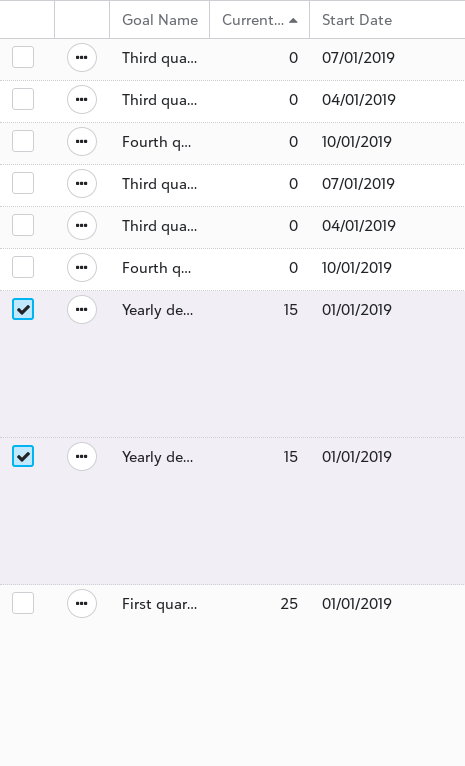 Goal Name Current... Start Date
Third qua... 0 07/01/2019
Third qua... 0 04/01/2019
Fourth q... 0 10/01/2019
Third qua... 0 07/01/2019
Third qua... 0 04/01/2019
Fourth q... 0 10/01/2019
Yearly de... 15 01/01/2019
Yearly de... 15 01/01/2019
First quar... 25 01/01/2019